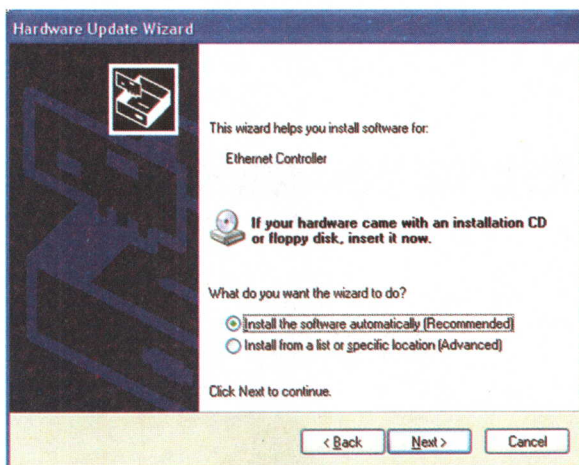 Hardware Update Wizard
This wizard helps you install software for:
Ethernet Controller
If your hardware came with an installation CD
or floppy disk, insert it now.
What do you want the wizard to do?
Install the software automatically (Recommended)
Install from a list or specific location (Advanced)
Click Next to continue.
< Back
Next >
Cancel